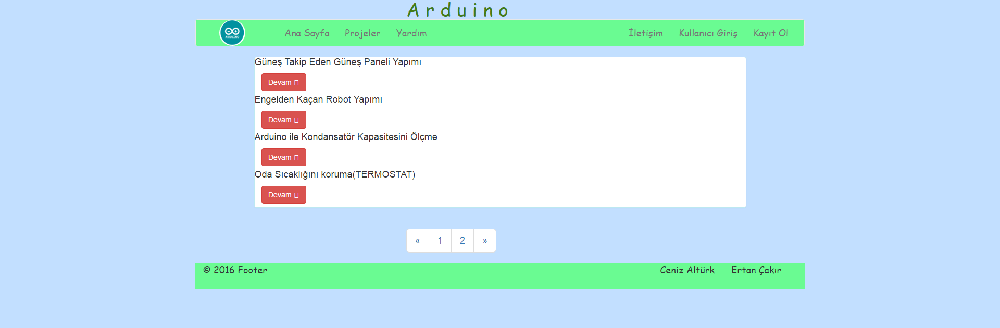 Arduino
ARDUINO Ana Sayfa Projeler Yardım İletişim Kullanıcı Giriş Kayıt Ol
Güneş Takip Eden Güneş Paneli Yapımı
Devam
Engelden Kaçan Robot Yapımı
Devam
Arduino ile Kondansatör Kapasitesini Ölçme
Devam
Oda Sıcaklığını koruma(TERMOSTAT)
Devam
« 1 2 »
© 2016 Footer Ceniz Altürk Ertan Çakır